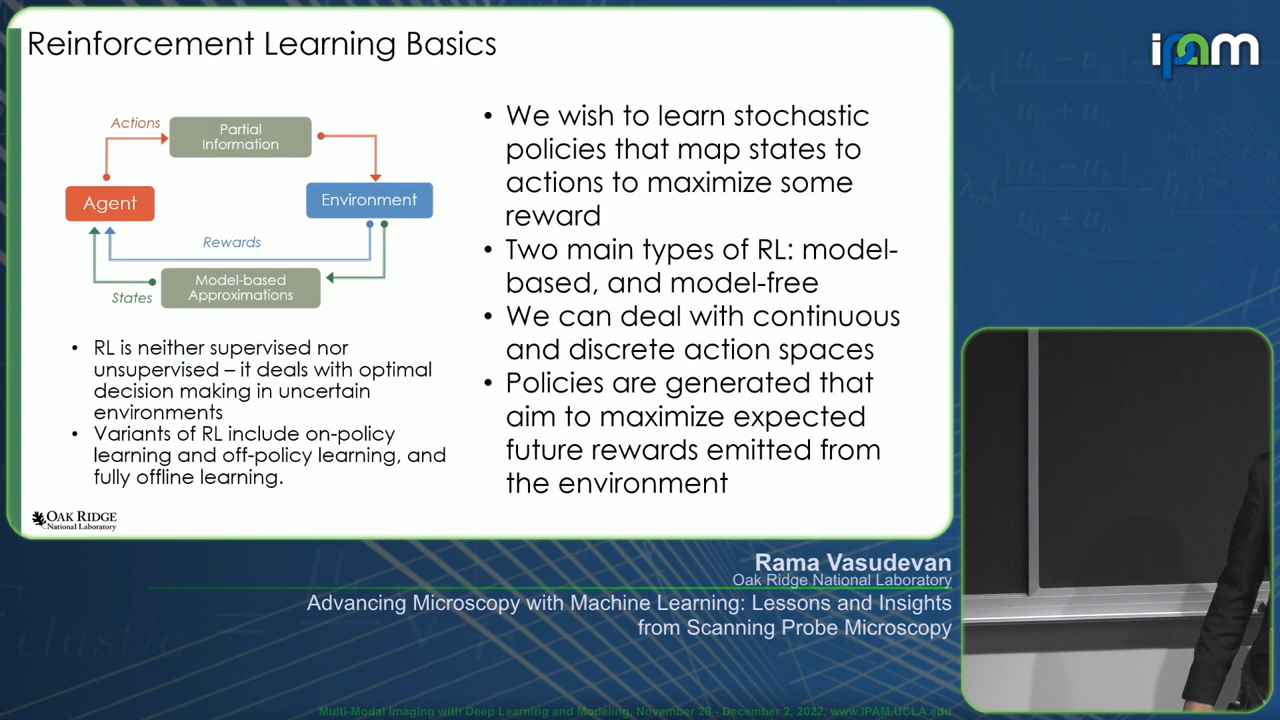 Reinforcement Learning Basics
ipam
Actions
Partial
Information
Agent
Environment
Rewards
Model-based
Approximations
States
• RL is neither supervised nor
unsupervised – it deals with optimal
decision making in uncertain
environments
• Variants of RL include on-policy
learning and off-policy learning, and
fully offline learning.
• We wish to learn stochastic
policies that map states to
actions to maximize some
reward
• Two main types of RL: model-
based, and model-free
• We can deal with continuous
and discrete action spaces
• Policies are generated that
aim to maximize expected
future rewards emitted from
the environment
OAK RIDGE
National Laboratory
Rama Vasudevan
Oak Ridge National Laboratory
Advancing Microscopy with Machine Learning: Lessons and Insights
from Scanning Probe Microscopy
elastic
Multi-Modal Imaging with Deep Learning and Modeling, November 28 - December 2, 2022, www.IPAM.UCLA.edu